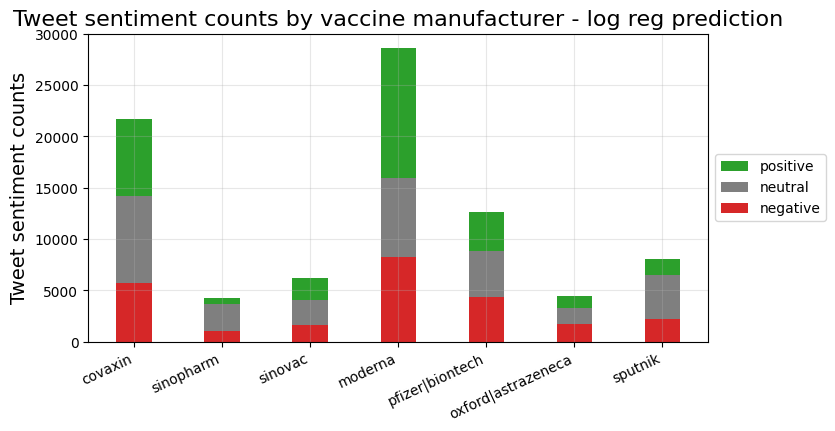 Tweet sentiment counts by vaccine manufacturer - log reg prediction
Tweet sentiment counts
30000
25000
20000
15000
10000
5000
0
covaxin
sinopharm
sinovac
moderna
pfizer|biontech
oxford|astrazeneca
sputnik
positive
neutral
negative